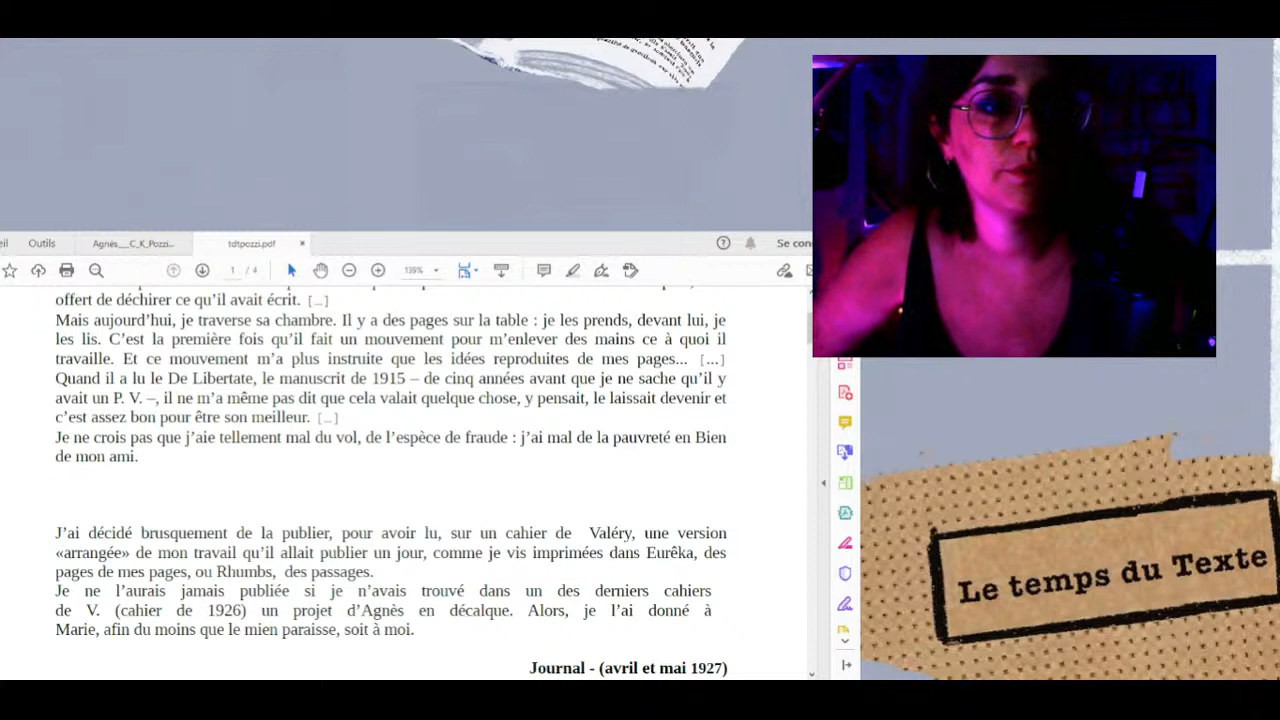 eil Outils Agnès__C_K_Pozzi... tdtpozzi.pdf × Se con
1 / 4 139%
offert de déchirer ce qu’il avait écrit. [...]
Mais aujourd’hui, je traverse sa chambre. Il y a des pages sur la table : je les prends, devant lui, je
les lis. C’est la première fois qu’il fait un mouvement pour m’enlever des mains ce à quoi il
travaille. Et ce mouvement m’a plus instruite que les idées reproduites de mes pages... [...]
Quand il a lu le De Libertate, le manuscrit de 1915 – de cinq années avant que je ne sache qu’il y
avait un P. V. –, il ne m’a même pas dit que cela valait quelque chose, y pensait, le laissait devenir et
c’est assez bon pour être son meilleur. [...]
Je ne crois pas que j’aie tellement mal du vol, de l’espèce de fraude : j’ai mal de la pauvreté en Bien
de mon ami.
J’ai décidé brusquement de la publier, pour avoir lu, sur un cahier de Valéry, une version
«arrangée» de mon travail qu’il allait publier un jour, comme je vis imprimées dans Eurêka, des
pages de mes pages, ou Rhumbs, des passages.
Je ne l’aurais jamais publiée si je n’avais trouvé dans un des derniers cahiers
de V. (cahier de 1926) un projet d’Agnès en décalque. Alors, je l’ai donné à
Marie, afin du moins que le mien paraisse, soit à moi.
Journal - (avril et mai 1927)
Le temps du Texte